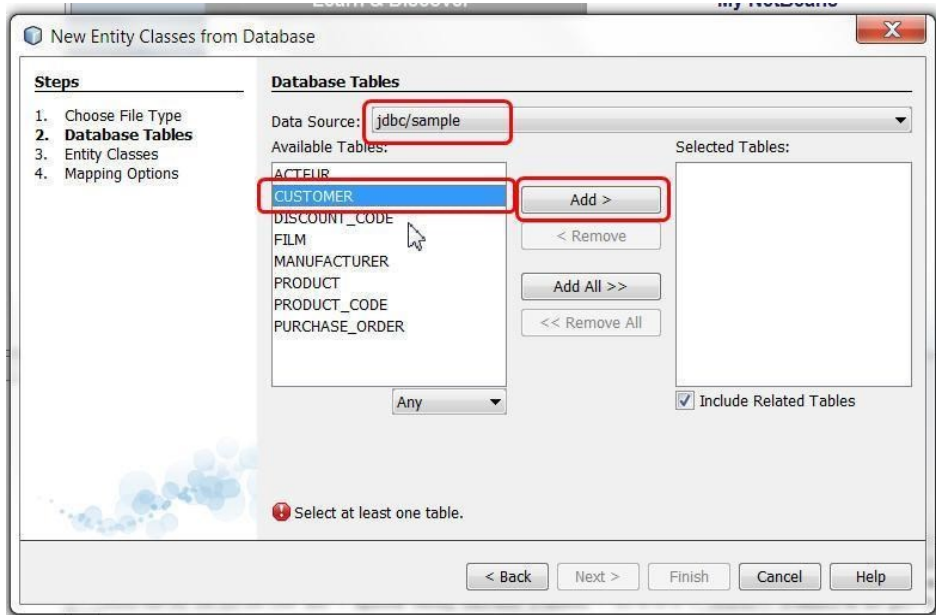 New Entity Classes from Database
Steps
1. Choose File Type
2. Database Tables
3. Entity Classes
4. Mapping Options
Database Tables
Data Source: jdbc/sample
Available Tables:
ACTEUR
CUSTOMER
DISCOUNT_CODE
FILM
MANUFACTURER
PRODUCT
PRODUCT_CODE
PURCHASE_ORDER
Any
Add >
< Remove
Add All >>
<< Remove All
Selected Tables:
Include Related Tables
Select at least one table.
< Back Next > Finish Cancel Help